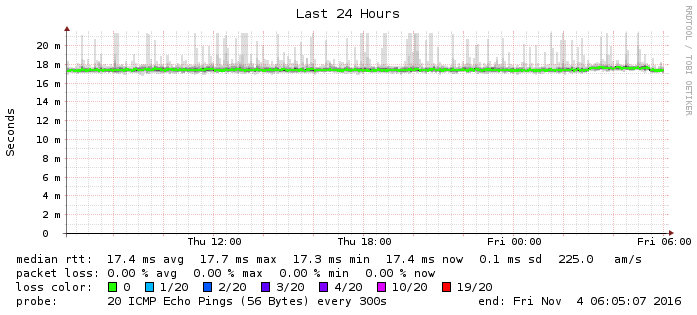 Last 24 Hours
RRDTOOL / TOBI OETIKER
Seconds
20 m
18 m
16 m
14 m
12 m
10 m
8 m
6 m
4 m
2 m
0
Thu 12:00 Thu 18:00 Fri 00:00 Fri 06:00
median rtt: 17.4 ms avg 17.7 ms max 17.3 ms min 17.4 ms now 0.1 ms sd 225.0 am/s
packet loss: 0.00 % avg 0.00 % max 0.00 % min 0.00 % now
loss color: 0 1/20 2/20 3/20 4/20 10/20 19/20
probe: 20 ICMP Echo Pings (56 Bytes) every 300s end: Fri Nov 4 06:05:07 2016